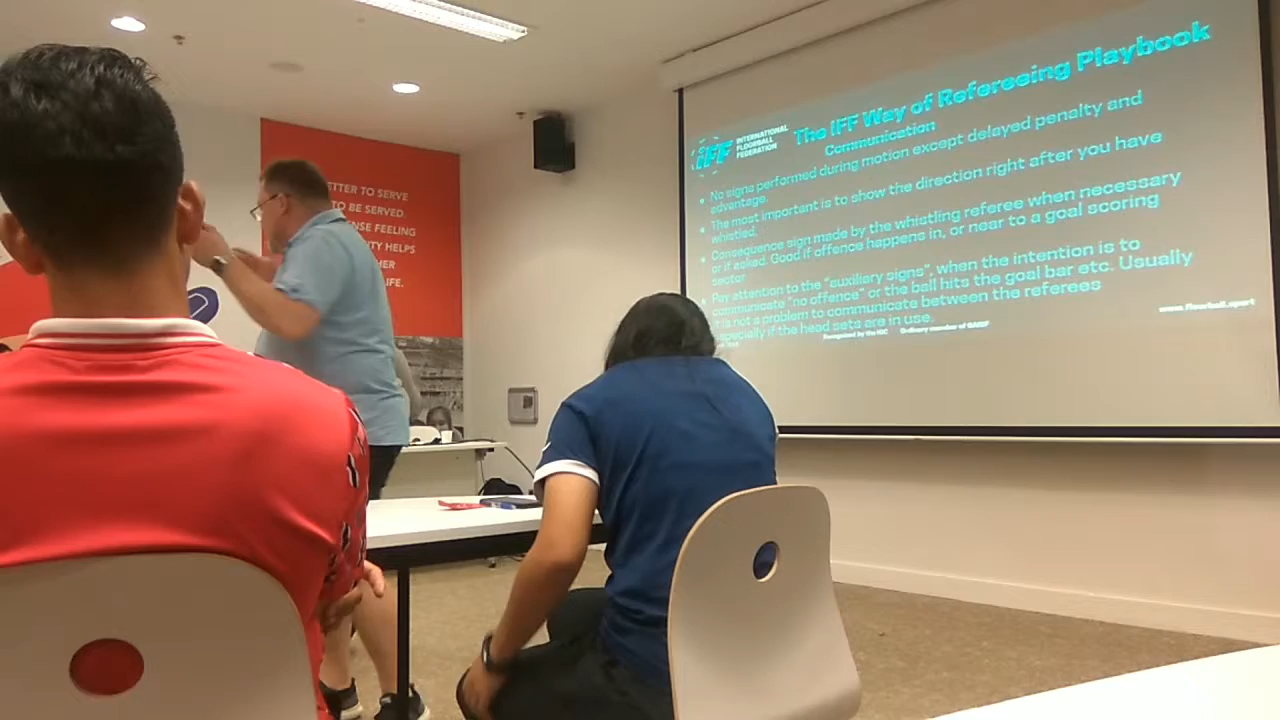 INTERNATIONAL
FLOORBALL
FEDERATION
The IFF Way of Refereeing Playbook
Communication
• No signs performed during motion except delayed penalty and
advantage.
• The most important is to show the direction right after you have
whistled.
• Consequence sign made by the whistling referee when necessary
or if asked. Good if offence happens in, or near to a goal scoring
sector
• Pay attention to the "auxiliary signs", when the intention is to
communicate "no offence" or the ball hits the goal bar etc. Usually
it is not a problem to communicate between the referees
especially if the head sets are in use.
Recognised by the IOC
Ordinary member of GAISF
www.floorball.sport
IFF
ETTER TO SERVE
TO BE SERVED.
NSE FEELING
ITY HELPS
HER
LIFE.